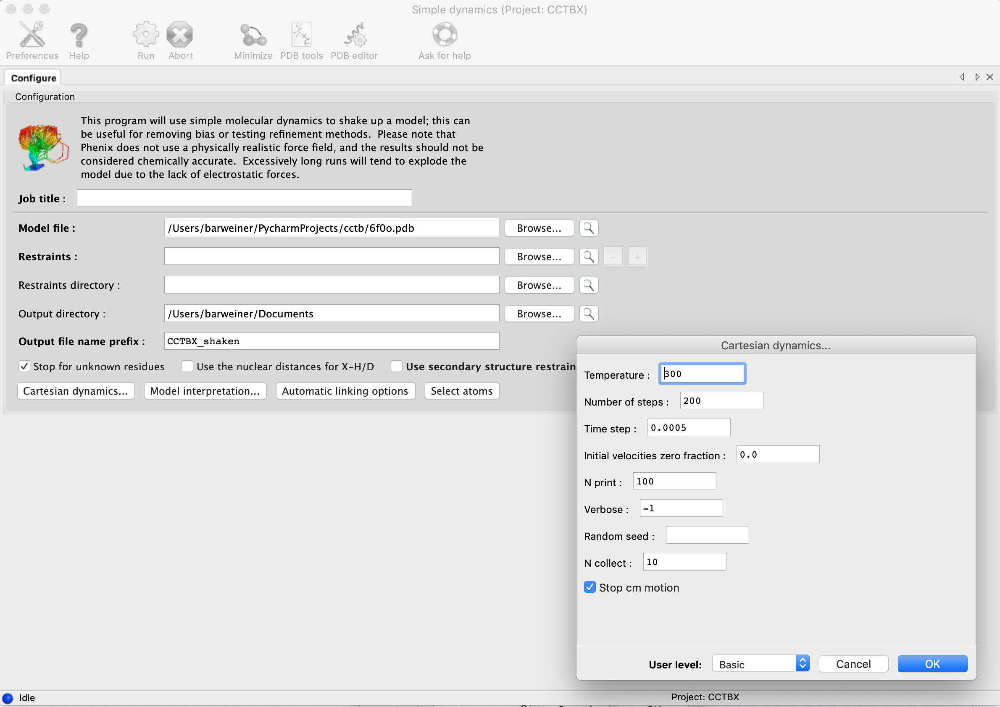 Simple dynamics (Project: CCTBX)
Preferences Help Run Abort Minimize PDB tools PDB editor Ask for help
Configure
Configuration
This program will use simple molecular dynamics to shake up a model; this can
be useful for removing bias or testing refinement methods.  Please note that
Phenix does not use a physically realistic force field, and the results should not be
considered chemically accurate.  Excessively long runs will tend to explode the
model due to the lack of electrostatic forces.
Job title :
Model file : /Users/barweiner/PycharmProjects/cctb/6f0o.pdb Browse...
Restraints : Browse... - +
Restraints directory : Browse...
Output directory : /Users/barweiner/Documents Browse...
Output file name prefix : CCTBX_shaken
Stop for unknown residues Use the nuclear distances for X-H/D Use secondary structure restrain
Cartesian dynamics... Model interpretation... Automatic linking options Select atoms
Cartesian dynamics...
Temperature : 300
Number of steps : 200
Time step : 0.0005
Initial velocities zero fraction : 0.0
N print : 100
Verbose : -1
Random seed :
N collect : 10
Stop cm motion
User level: Basic Cancel OK
Idle Project: CCTBX